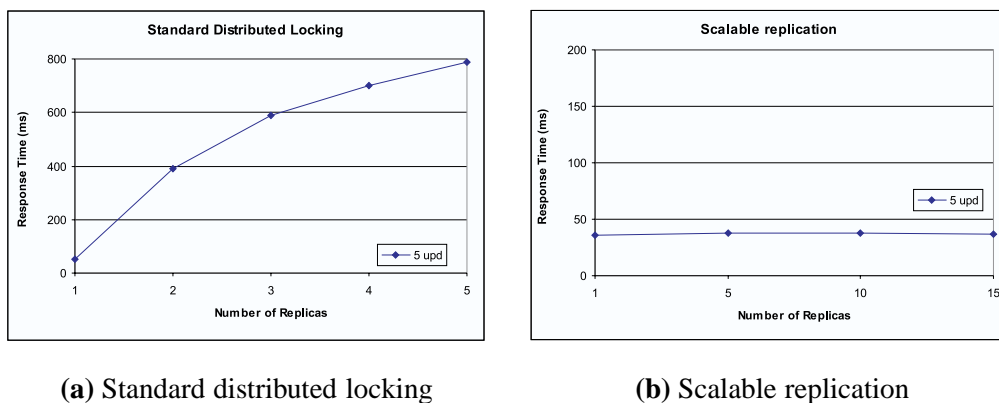 Standard Distributed Locking
Response Time (ms)
800
600
400
200
0
5 upd
1 2 3 4 5
Number of Replicas
(a) Standard distributed locking
Scalable replication
Response Time (ms)
200
150
100
50
0
5 upd
1 5 10 15
Number of Replicas
(b) Scalable replication